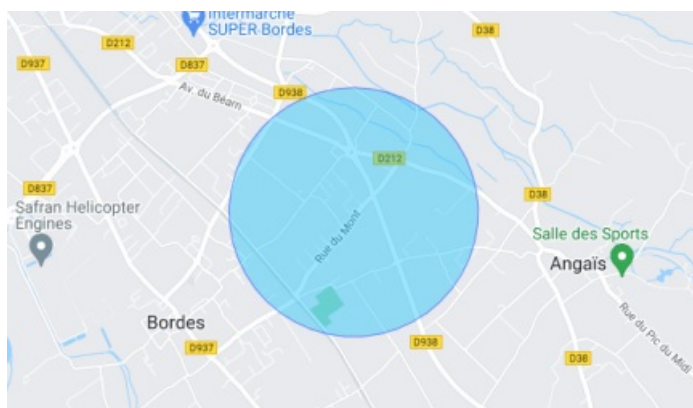 Intermarché
SUPER Bordes
D38
D212
D937
D837
Av. du Béarn
D938
D212
D837
D38
Safran Helicopter
Engines
Rue du Mont
Salle des Sports
Angaïs
Bordes
D937
D938
D38
Rue du Pic du Midi